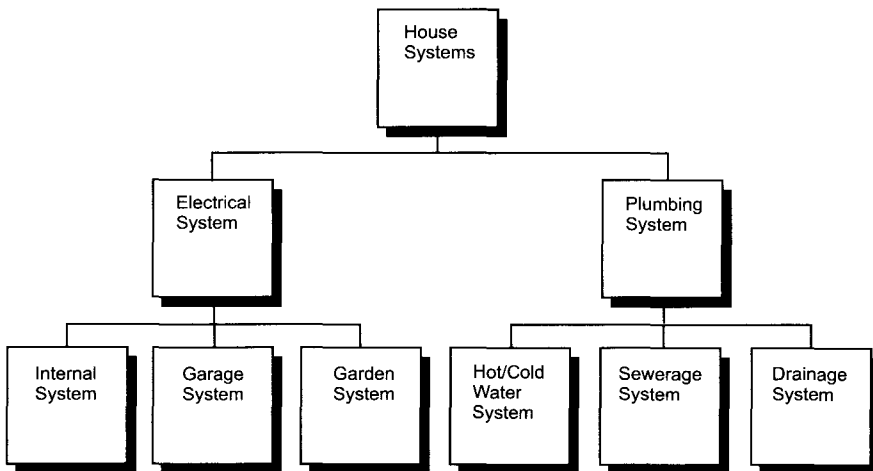 House
Systems
Electrical
System
Plumbing
System
Internal
System
Garage
System
Garden
System
Hot/Cold
Water
System
Sewerage
System
Drainage
System